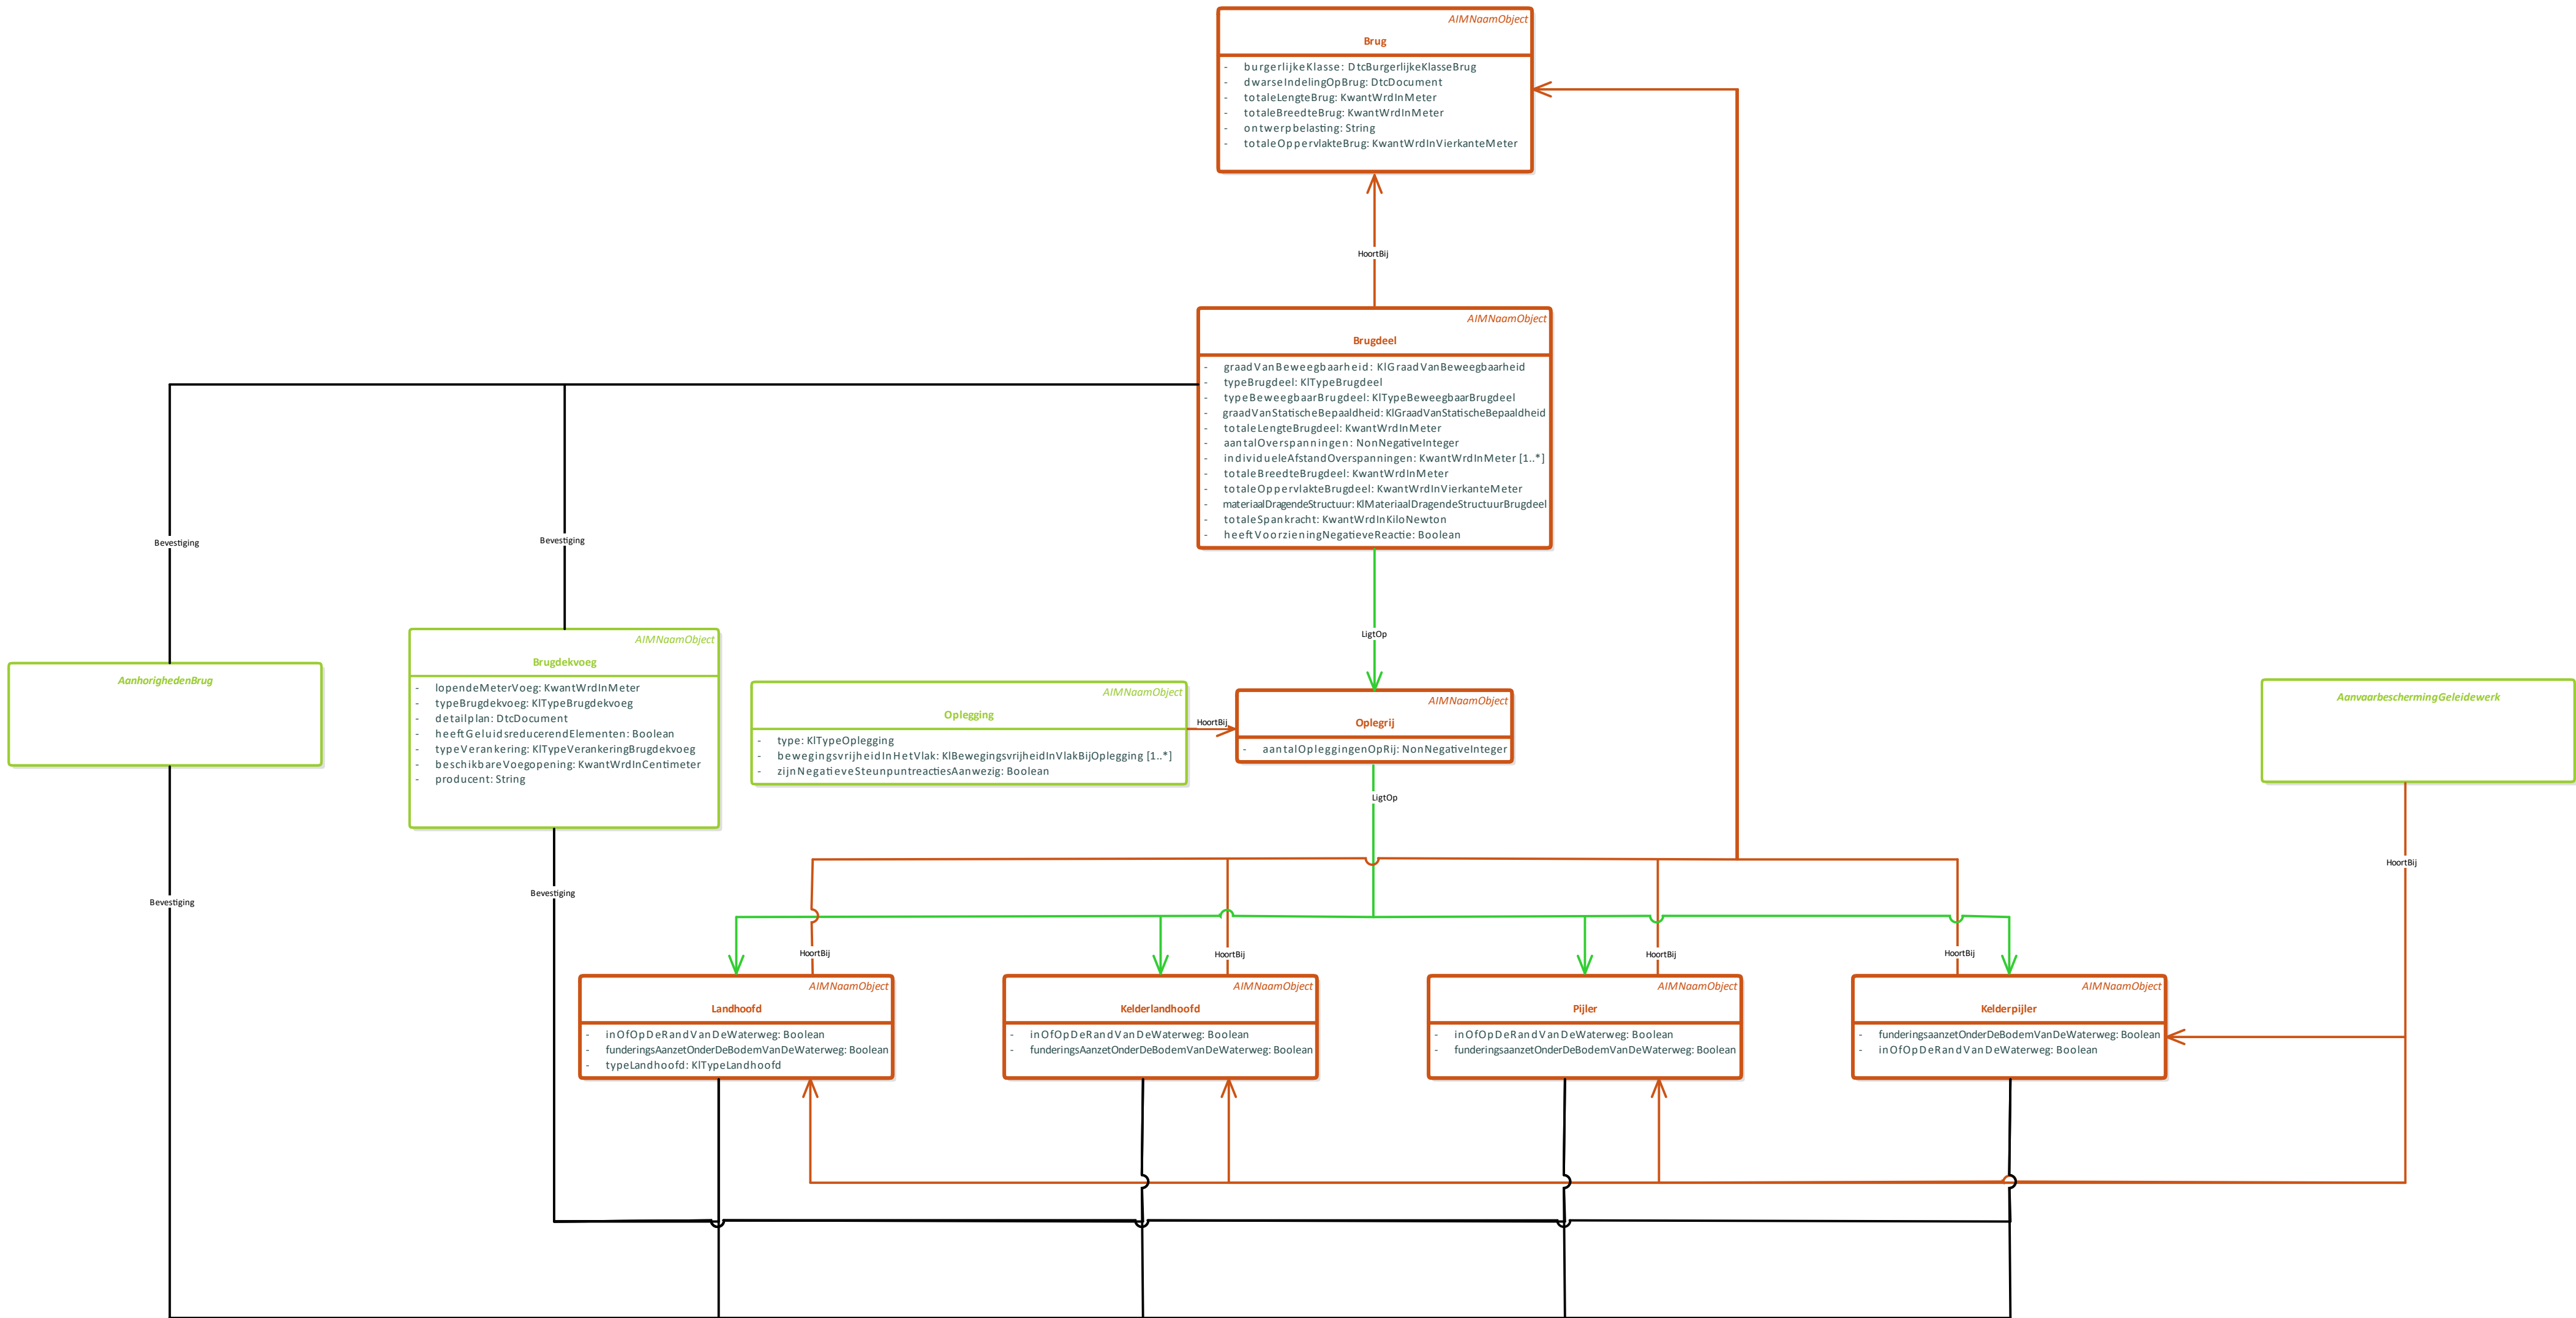 AIMNaamObject
Brug
- burgerlijkeKlasse: DtcBurgerlijkeKlasseBrug
- dwarseIndelingOpBrug: DtcDocument
- totaleLengteBrug: KwantWrdInMeter
- totaleBreedteBrug: KwantWrdInMeter
- ontwerpbelasting: String
- totaleOppervlakteBrug: KwantWrdInVierkanteMeter
HoortBij
AIMNaamObject
Brugdeel
- graadVanBeweegbaarheid: KlGraadVanBeweegbaarheid
- typeBrugdeel: KlTypeBrugdeel
- typeBeweegbaarBrugdeel: KlTypeBeweegbaarBrugdeel
- graadVanStatischeBepaaldheid: KlGraadVanStatischeBepaaldheid
- totaleLengteBrugdeel: KwantWrdInMeter
- aantalOverspanningen: NonNegativeInteger
- individueleAfstandOverspanningen: KwantWrdInMeter [1..*]
- totaleBreedteBrugdeel: KwantWrdInMeter
- totaleOppervlakteBrugdeel: KwantWrdInVierkanteMeter
- materiaalDragendeStructuur: KlMateriaalDragendeStructuurBrugdeel
- totaleSpankracht: KwantWrdInKiloNewton
- heeftVoorzieningNegatieveReactie: Boolean
Bevestiging
Bevestiging
LigtOp
AanhorighedenBrug
AIMNaamObject
Brugdekvoeg
- lopendeMeterVoeg: KwantWrdInMeter
- typeBrugdekvoeg: KlTypeBrugdekvoeg
- detailplan: DtcDocument
- heeftGeluidsreducerendElementen: Boolean
- typeVerankering: KlTypeVerankeringBrugdekvoeg
- beschikbareVoegopening: KwantWrdInCentimeter
- producent: String
AIMNaamObject
Oplegging
- type: KlTypeOplegging
- bewegingsvrijheidInHetVlak: KlBewegingsvrijheidInVlakBijOplegging [1..*]
- zijnNegatieveSteunpuntreactiesAanwezig: Boolean
HoortBij
AIMNaamObject
Oplegrij
- aantalOpleggingenOpRij: NonNegativeInteger
AanvaarbeschermingGeleidewerk
LigtOp
HoortBij
Bevestiging
Bevestiging
HoortBij
HoortBij
HoortBij
HoortBij
AIMNaamObject
Landhoofd
- inOfOpDeRandVanDeWaterweg: Boolean
- funderingsAanzetOnderDeBodemVanDeWaterweg: Boolean
- typeLandhoofd: KlTypeLandhoofd
AIMNaamObject
Kelderlandhoofd
- inOfOpDeRandVanDeWaterweg: Boolean
- funderingsAanzetOnderDeBodemVanDeWaterweg: Boolean
AIMNaamObject
Pijler
- inOfOpDeRandVanDeWaterweg: Boolean
- funderingsaanzetOnderDeBodemVanDeWaterweg: Boolean
AIMNaamObject
Kelderpijler
- funderingsaanzetOnderDeBodemVanDeWaterweg: Boolean
- inOfOpDeRandVanDeWaterweg: Boolean